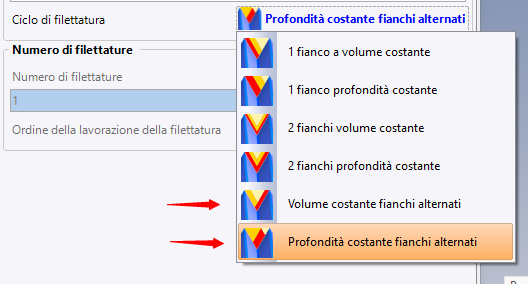 Ciclo di filettatura
Profondità costante fianchi alternati
1 fianco a volume costante
1 fianco profondità costante
2 fianchi volume costante
2 fianchi profondità costante
Volume costante fianchi alternati
Profondità costante fianchi alternati
Numero di filettature
Numero di filettature
1
Ordine della lavorazione della filettatura